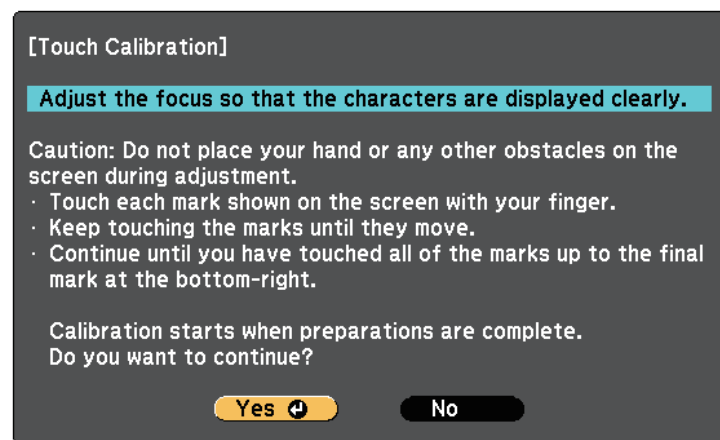 [Touch Calibration]
Adjust the focus so that the characters are displayed clearly.
Caution: Do not place your hand or any other obstacles on the
screen during adjustment.
· Touch each mark shown on the screen with your finger.
· Keep touching the marks until they move.
· Continue until you have touched all of the marks up to the final
mark at the bottom-right.
Calibration starts when preparations are complete.
Do you want to continue?
Yes No